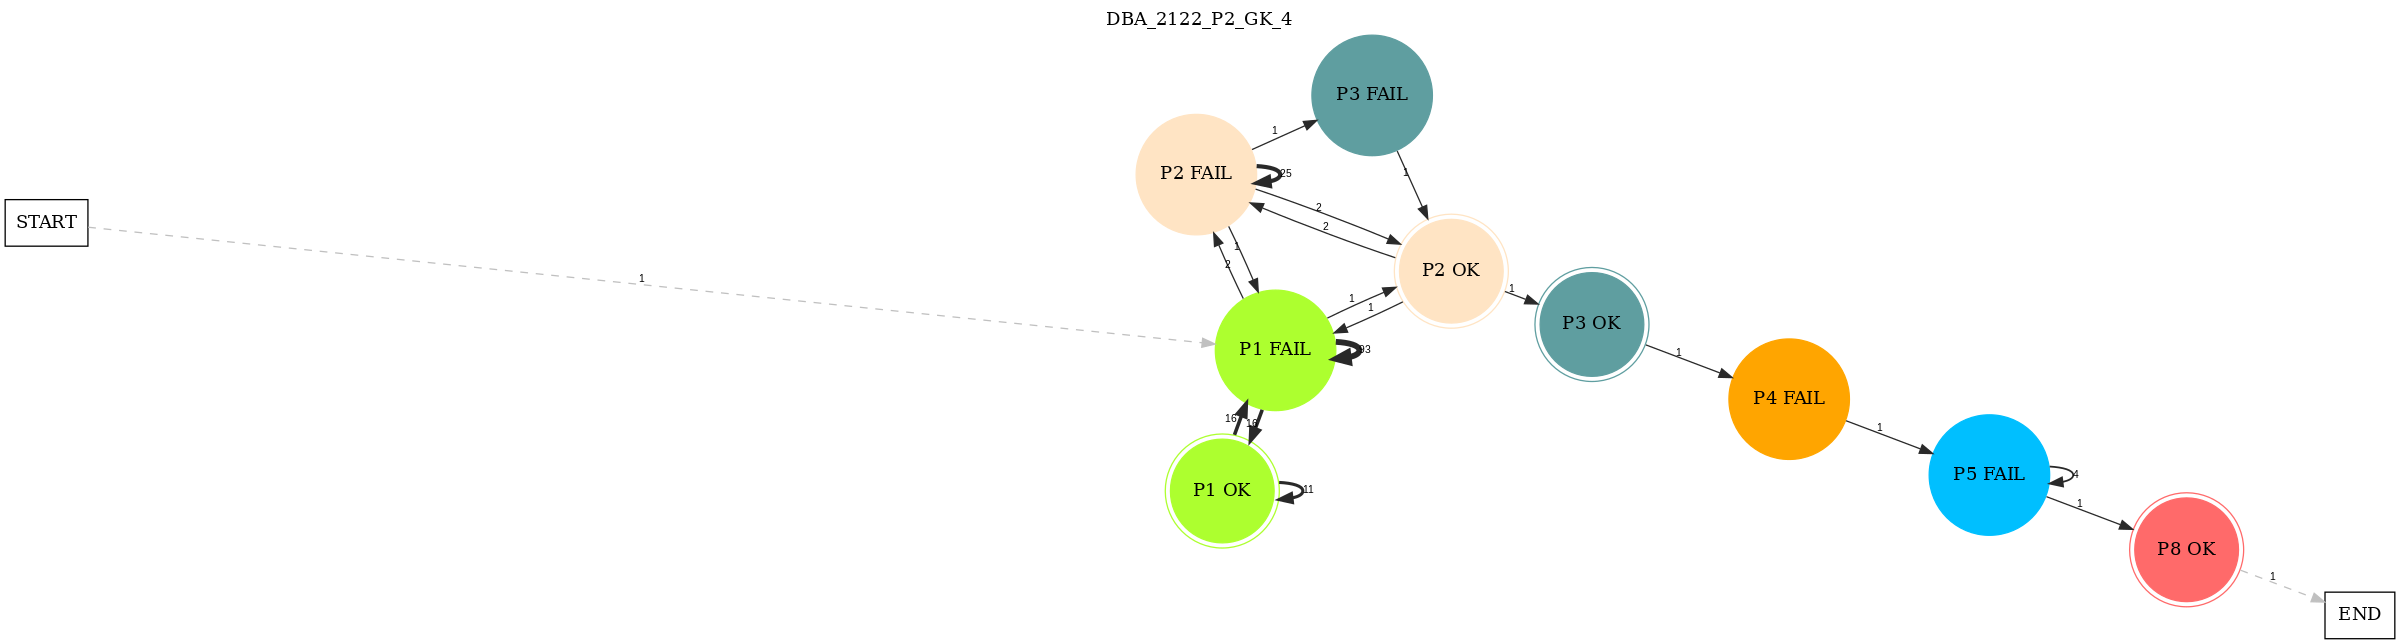 DBA_2122_P2_GK_4
P3 FAIL
1
P2 FAIL
25
1
START
2
2
1
2
P2 OK
1
1
1
1
P3 OK
P1 FAIL
1
P4 FAIL
16
16
1
P5 FAIL
4
P1 OK
11
1
P8 OK
1
END